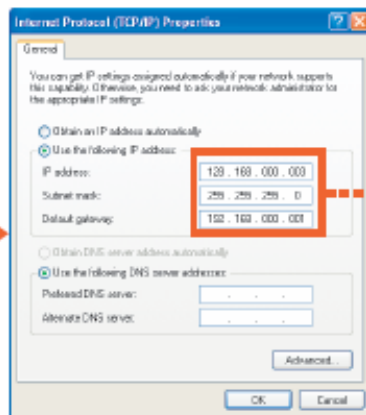 Internet Protocol (TCP/IP) Properties
General
You can get IP settings assigned automatically if your network supports
this capability. Otherwise, you need to ask your network administrator for
the appropriate IP settings.
Obtain an IP address automatically
Use the following IP address:
IP address:
Subnet mask: 255 . 255 . 255 . 0
Default gateway: 192 . 168 . 000 . 001
Obtain DNS server address automatically
Use the following DNS server addresses:
Preferred DNS server:
Alternate DNS server:
Advanced...
OK Cancel